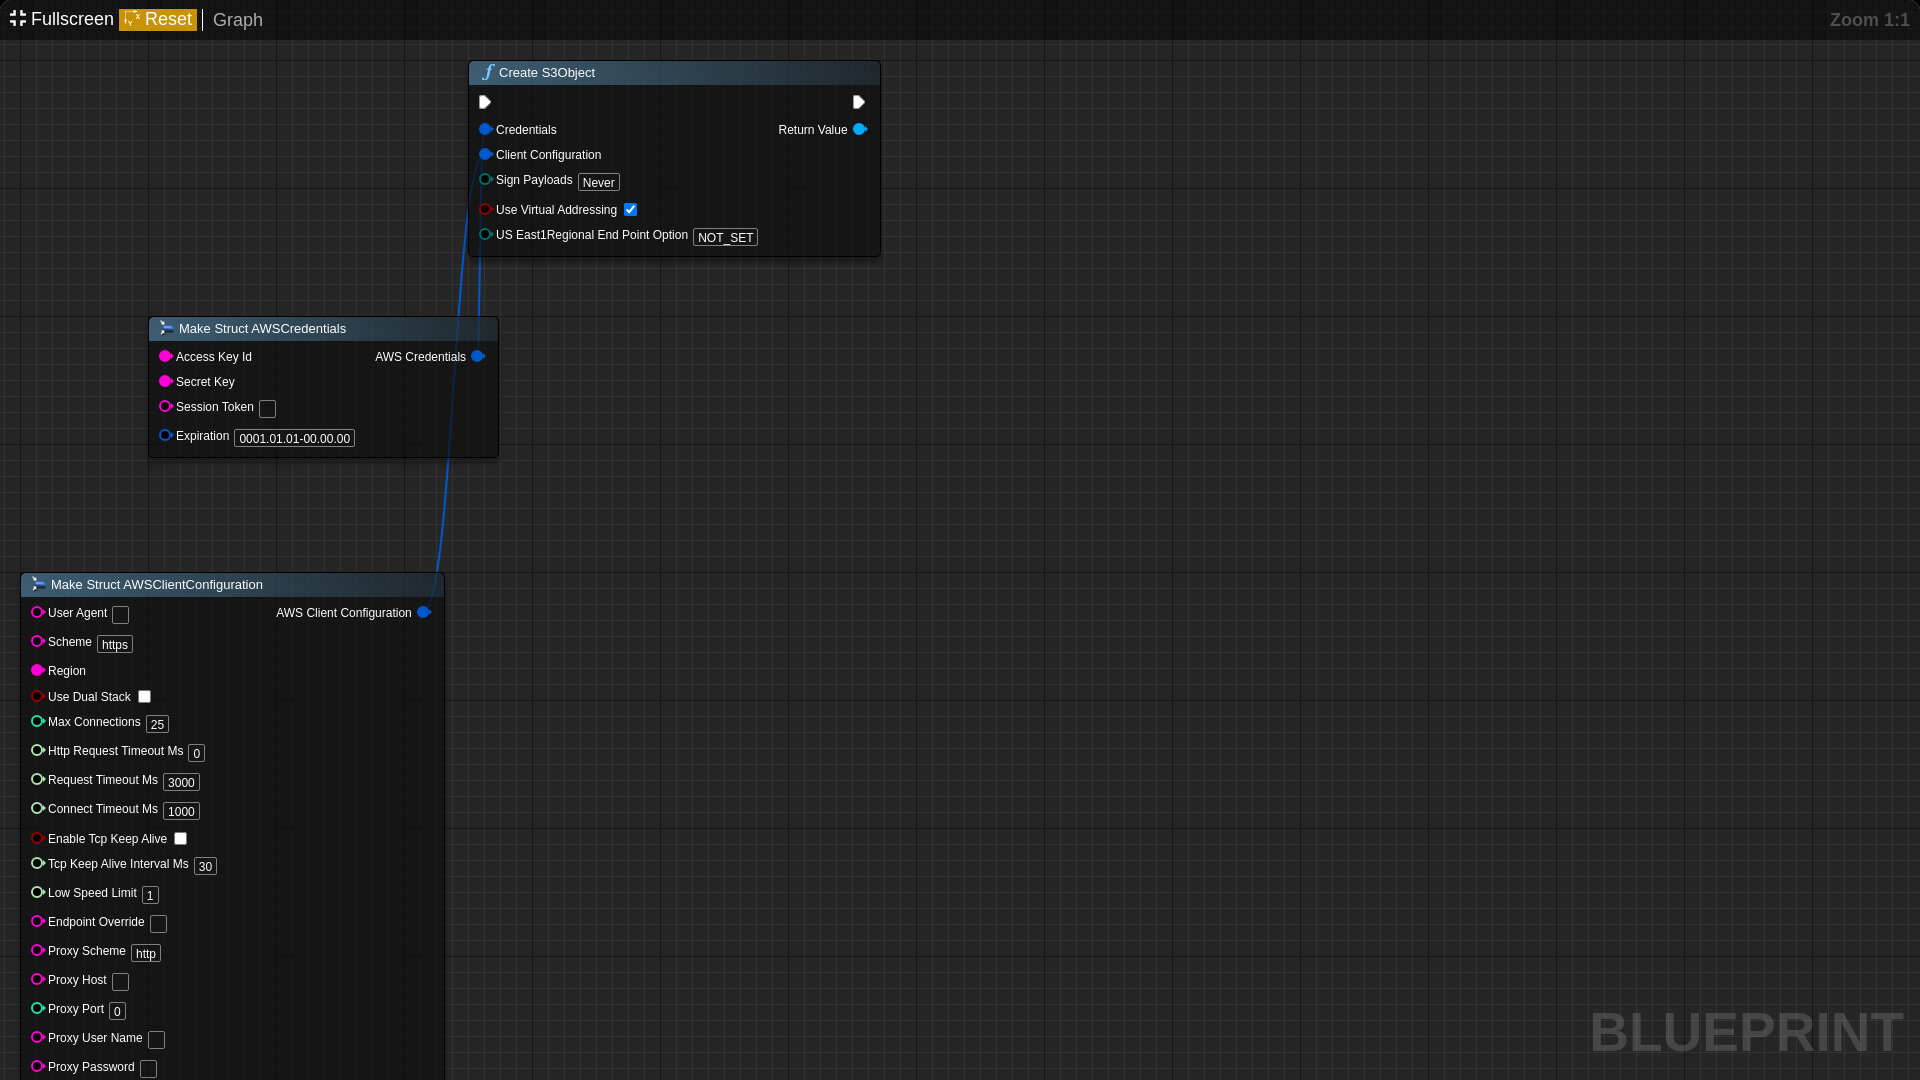 Fullscreen Reset Graph
Zoom 1:1
Create S3Object
Credentials
Return Value
Client Configuration
Sign Payloads Never
Use Virtual Addressing
US East1Regional End Point Option NOT_SET
Make Struct AWSCredentials
Access Key Id
AWS Credentials
Secret Key
Session Token
Expiration 0001.01.01-00.00.00
Make Struct AWSClientConfiguration
User Agent
AWS Client Configuration
Scheme https
Region
Use Dual Stack
Max Connections 25
Http Request Timeout Ms 0
Request Timeout Ms 3000
Connect Timeout Ms 1000
Enable Tcp Keep Alive
Tcp Keep Alive Interval Ms 30
Low Speed Limit 1
Endpoint Override
Proxy Scheme http
Proxy Host
Proxy Port 0
Proxy User Name
Proxy Password
BLUEPRINT